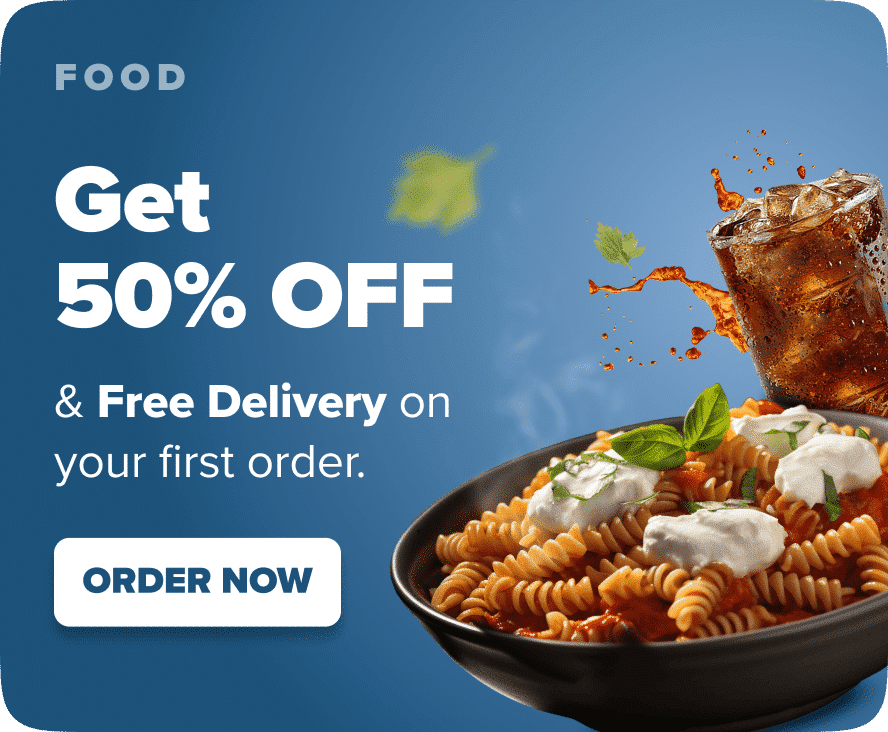 FOOD
Get
50% OFF
& Free Delivery on
your first order.
ORDER NOW